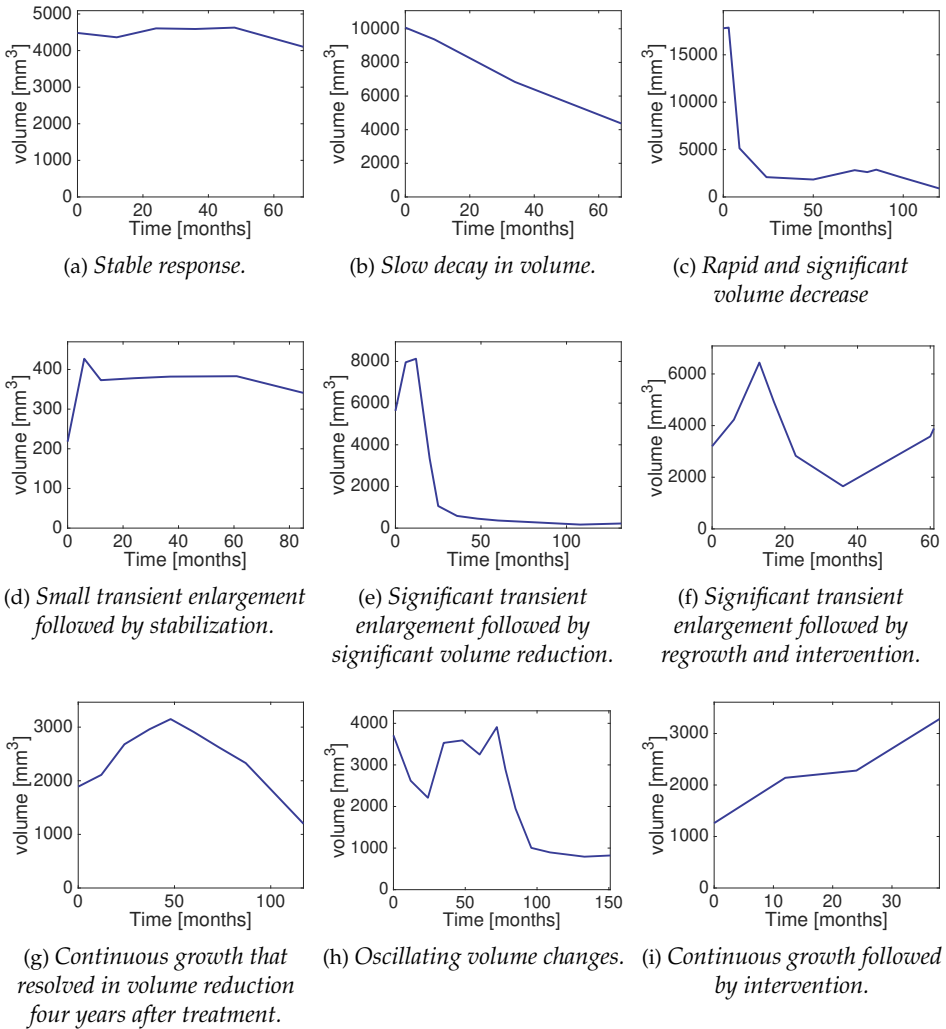 5000
4000
3000
2000
1000
0
volume [mm³]
0 20 40 60
Time [months]
(a) Stable response.
10000
8000
6000
4000
2000
0
volume [mm³]
0 20 40 60
Time [months]
(b) Slow decay in volume.
15000
10000
5000
0
volume [mm³]
0 50 100
Time [months]
(c) Rapid and significant
volume decrease
400
300
200
100
0
volume [mm³]
0 20 40 60 80
Time [months]
(d) Small transient enlargement
followed by stabilization.
8000
6000
4000
2000
0
volume [mm³]
0 50 100
Time [months]
(e) Significant transient
enlargement followed by
significant volume reduction.
6000
4000
2000
0
volume [mm³]
0 20 40 60
Time [months]
(f) Significant transient
enlargement followed by
regrowth and intervention.
3000
2000
1000
0
volume [mm³]
0 50 100
Time [months]
(g) Continuous growth that
resolved in volume reduction
four years after treatment.
4000
3000
2000
1000
0
volume [mm³]
0 50 100 150
Time [months]
(h) Oscillating volume changes.
3000
2000
1000
0
volume [mm³]
0 10 20 30
Time [months]
(i) Continuous growth followed
by intervention.